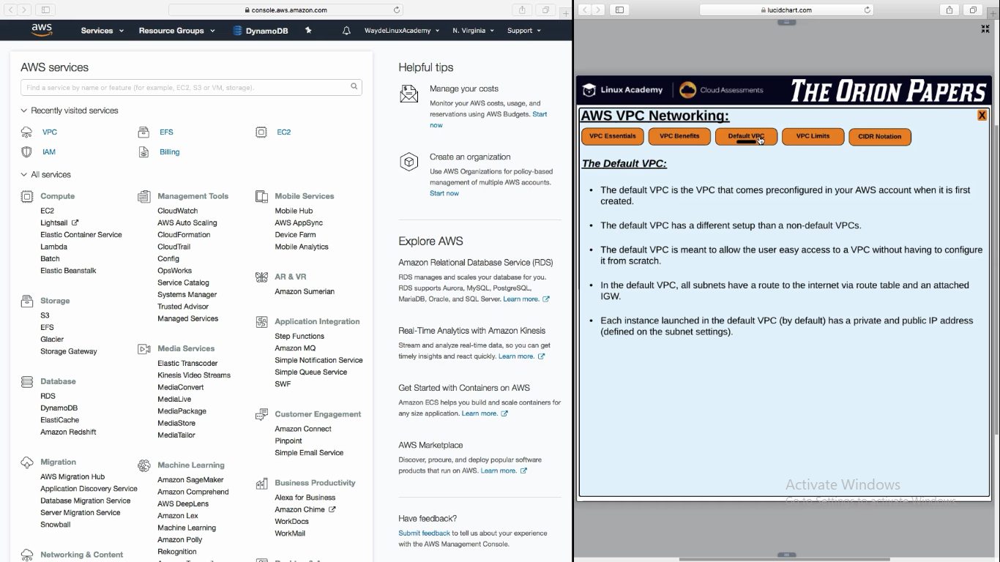 console.aws.amazon.com
lucidchart.com
aws
Services
Resource Groups
DynamoDB
WaydeLinuxAcademy
N. Virginia
Support
AWS services
Find a service by name or feature (for example, EC2, S3 or VM, storage).
Recently visited services
VPC
EFS
EC2
IAM
Billing
All services
Compute
EC2
Lightsail
Elastic Container Service
Lambda
Batch
Elastic Beanstalk
Storage
S3
EFS
Glacier
Storage Gateway
Database
RDS
DynamoDB
ElastiCache
Amazon Redshift
Migration
AWS Migration Hub
Application Discovery Service
Database Migration Service
Server Migration Service
Snowball
Networking & Content
Management Tools
CloudWatch
AWS Auto Scaling
CloudFormation
CloudTrail
Config
OpsWorks
Service Catalog
Systems Manager
Trusted Advisor
Managed Services
Media Services
Elastic Transcoder
Kinesis Video Streams
MediaConvert
MediaLive
MediaPackage
MediaStore
MediaTailor
Machine Learning
Amazon SageMaker
Amazon Comprehend
AWS DeepLens
Amazon Lex
Machine Learning
Amazon Polly
Rekognition
Mobile Services
Mobile Hub
AWS AppSync
Device Farm
Mobile Analytics
AR & VR
Amazon Sumerian
Application Integration
Step Functions
Amazon MQ
Simple Notification Service
Simple Queue Service
SWF
Customer Engagement
Amazon Connect
Pinpoint
Simple Email Service
Business Productivity
Alexa for Business
Amazon Chime
WorkDocs
WorkMail
Helpful tips
Manage your costs
Monitor your AWS costs, usage, and
reservations using AWS Budgets. Start
now
Create an organization
Use AWS Organizations for policy-based
management of multiple AWS accounts.
Start now
Explore AWS
Amazon Relational Database Service (RDS)
RDS manages and scales your database for you.
RDS supports Aurora, MySQL, PostgreSQL,
MariaDB, Oracle, and SQL Server. Learn more.
Real-Time Analytics with Amazon Kinesis
Stream and analyze real-time data, so you can get
timely insights and react quickly. Learn more.
Get Started with Containers on AWS
Amazon ECS helps you build and scale containers for
any size application. Learn more.
AWS Marketplace
Discover, procure, and deploy popular software
products that run on AWS. Learn more.
Have feedback?
Submit feedback to tell us about your experience
with the AWS Management Console.
Linux Academy
Cloud Assessments
THE ORION PAPERS
AWS VPC Networking:
X
VPC Essentials
VPC Benefits
Default VPC
VPC Limits
CIDR Notation
The Default VPC:
• The default VPC is the VPC that comes preconfigured in your AWS account when it is first
created.
• The default VPC has a different setup than a non-default VPCs.
• The default VPC is meant to allow the user easy access to a VPC without having to configure
it from scratch.
• In the default VPC, all subnets have a route to the internet via route table and an attached
IGW.
• Each instance launched in the default VPC (by default) has a private and public IP address
(defined on the subnet settings).
Activate Windows
Go to Settings to activate Windows.